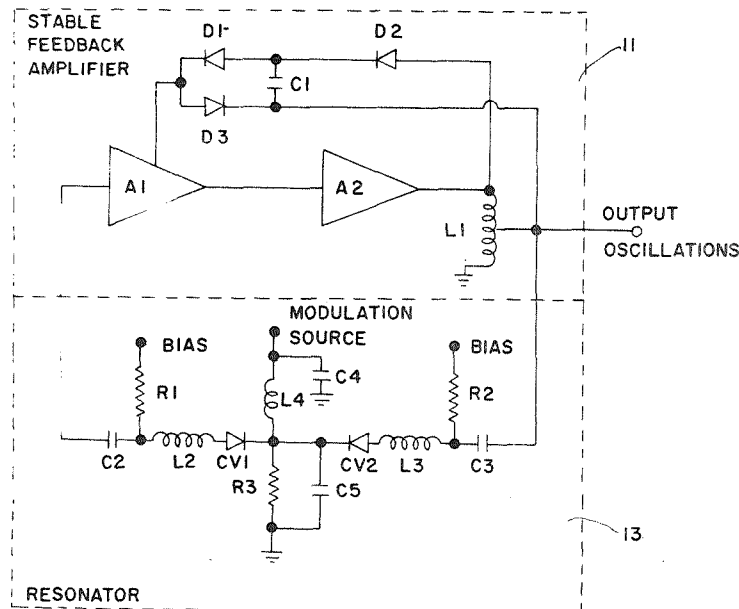 STABLE
FEEDBACK
AMPLIFIER
D1
D2
11
C1
D3
A1
A2
L1
OUTPUT
OSCILLATIONS
MODULATION
SOURCE
BIAS
BIAS
C4
R1
L4
R2
C2
L2
CV1
CV2
L3
C3
R3
C5
13
RESONATOR